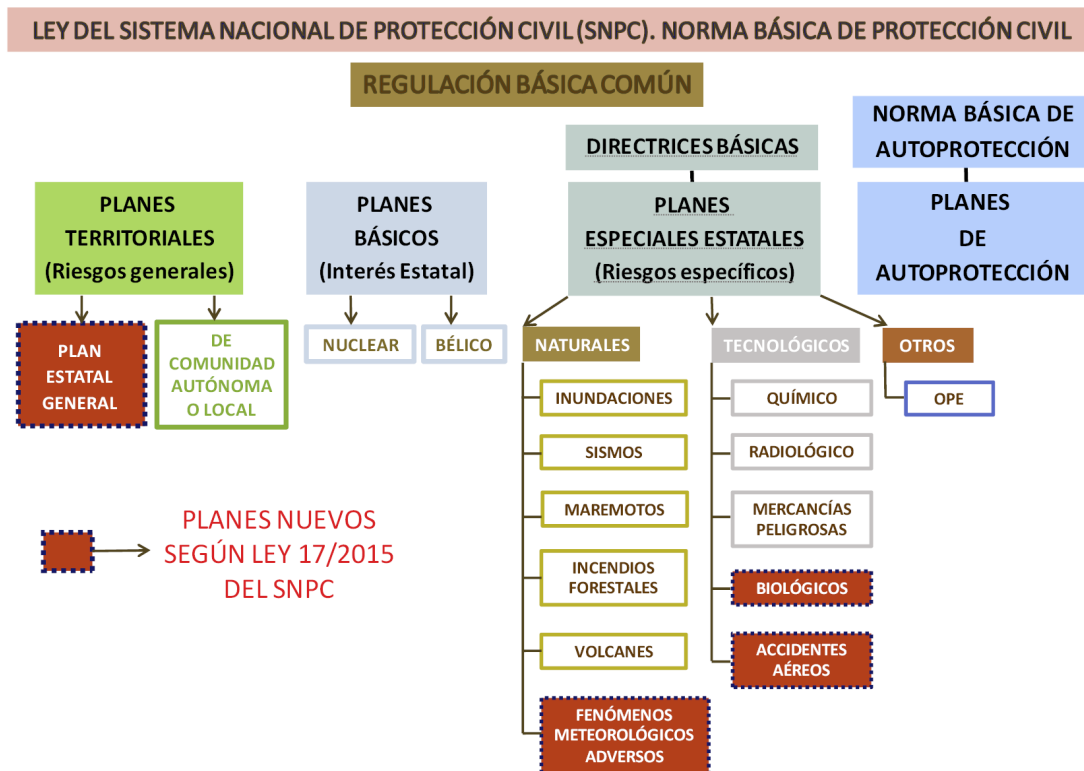 LEY DEL SISTEMA NACIONAL DE PROTECCIÓN CIVIL (SNPC). NORMA BÁSICA DE PROTECCIÓN CIVIL
REGULACIÓN BÁSICA COMÚN
NORMA BÁSICA DE
AUTOPROTECCIÓN
DIRECTRICES BÁSICAS
PLANES
TERRITORIALES
(Riesgos generales)
PLANES
BÁSICOS
(Interés Estatal)
PLANES
ESPECIALES ESTATALES
(Riesgos específicos)
PLANES
DE
AUTOPROTECCIÓN
PLAN
ESTATAL
GENERAL
DE
COMUNIDAD
AUTÓNOMA
O LOCAL
NUCLEAR
BÉLICO
NATURALES
TECNOLÓGICOS
OTROS
INUNDACIONES
SISMOS
MAREMOTOS
INCENDIOS
FORESTALES
VOLCANES
FENÓMENOS
METEOROLÓGICOS
ADVERSOS
QUÍMICO
RADIOLÓGICO
MERCANCÍAS
PELIGROSAS
BIOLÓGICOS
ACCIDENTES
AÉREOS
OPE
PLANES NUEVOS
SEGÚN LEY 17/2015
DEL SNPC